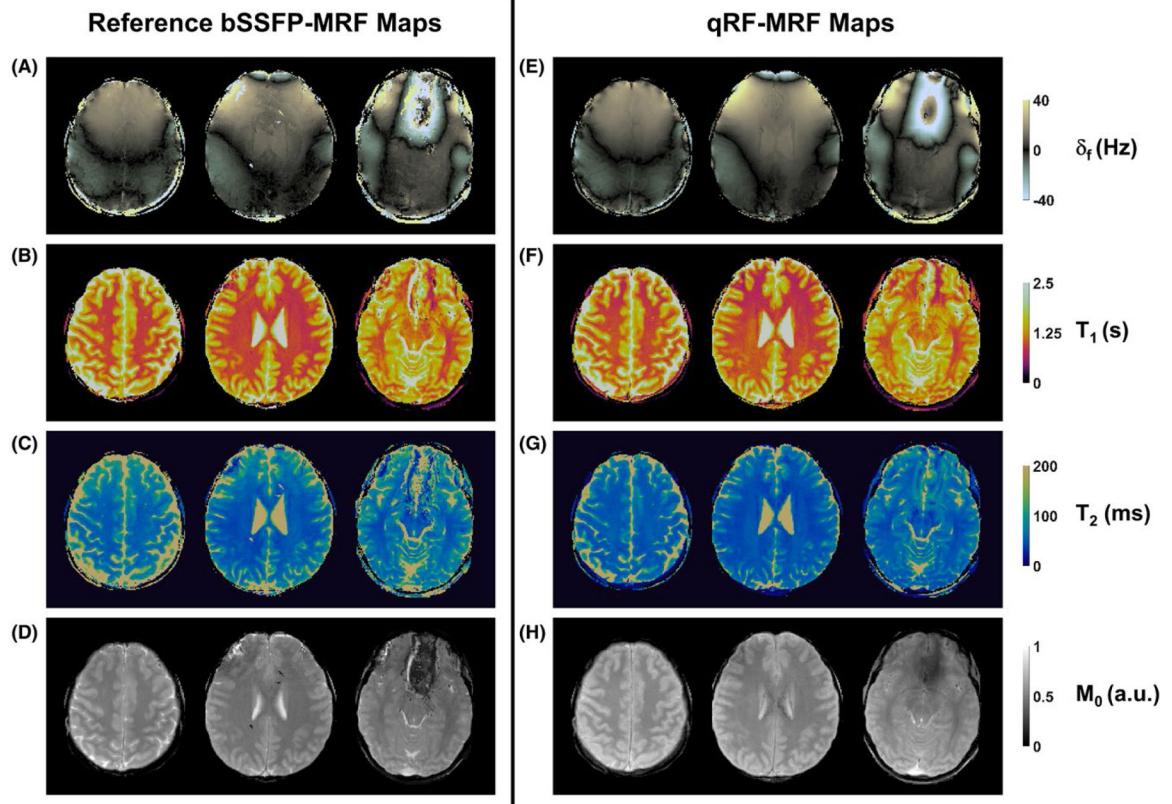 Reference bSSFP-MRF Maps
qRF-MRF Maps
(A)
(E)
40
0
-40
δf (Hz)
(B)
(F)
2.5
1.25
0
T1 (s)
(C)
(G)
200
100
0
T2 (ms)
(D)
(H)
1
0.5
0
M0 (a.u.)